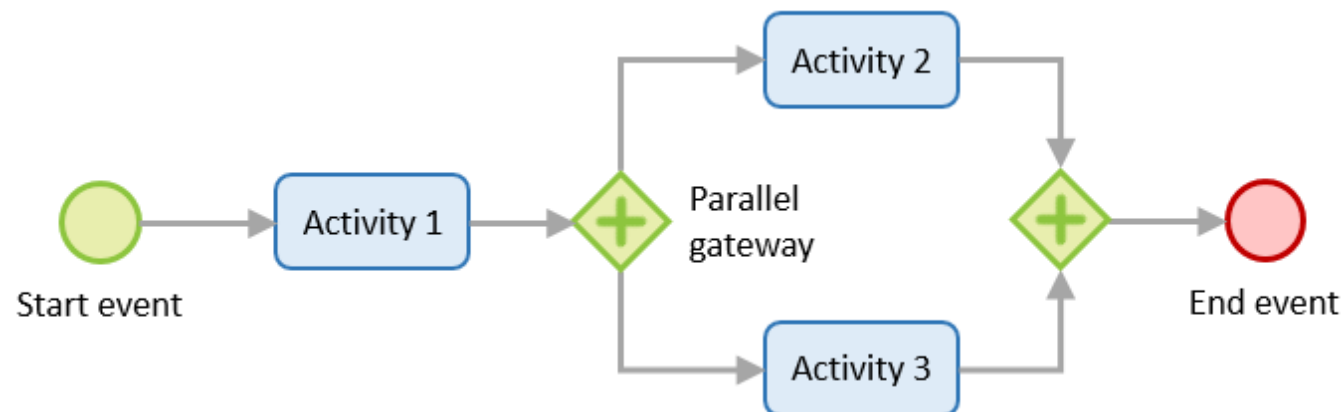 Activity 2
Activity 1
Parallel
gateway
Start event
End event
Activity 3